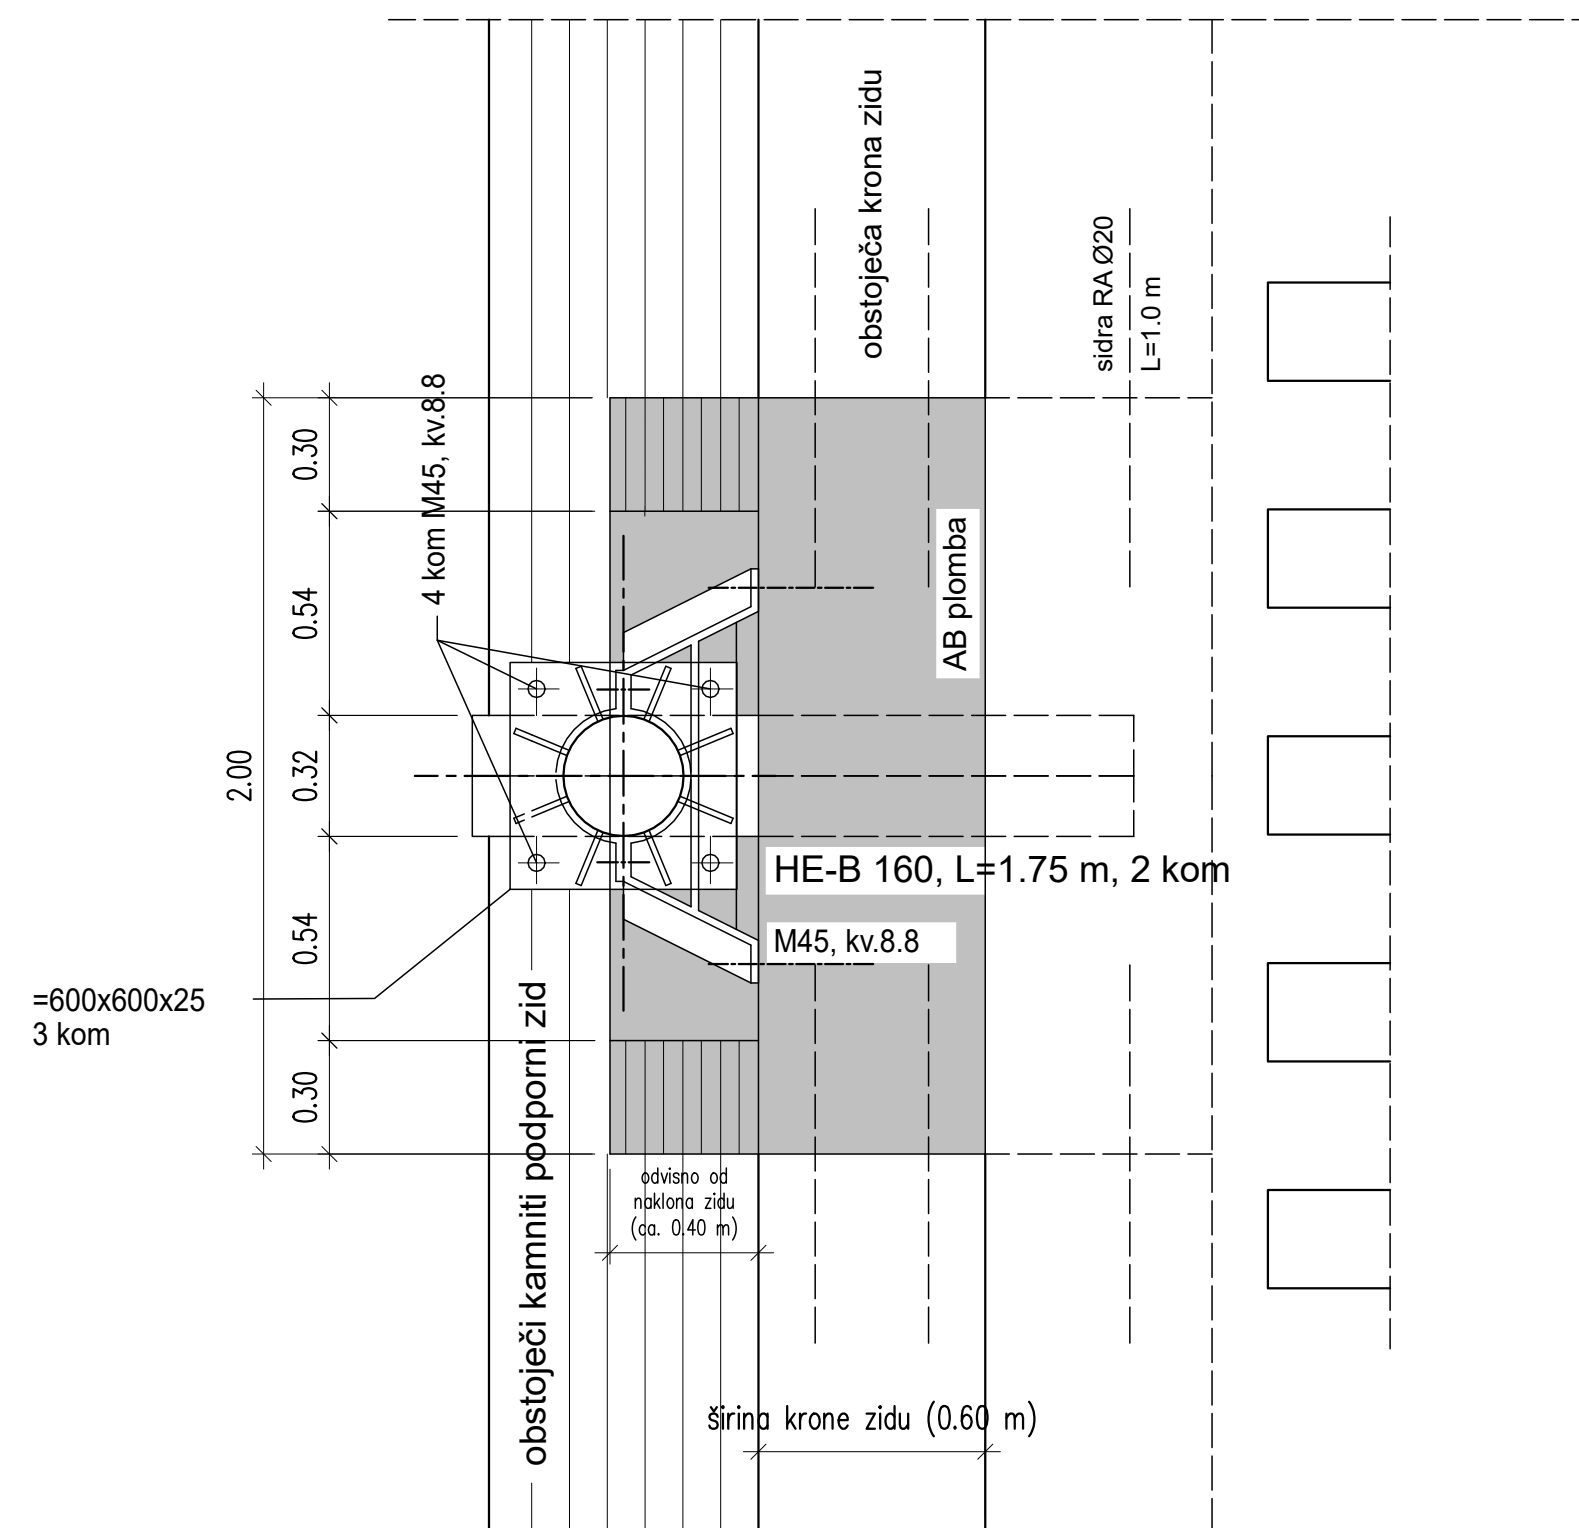 obstoječa krona zidu
sidra RA Ø20
L=1.0 m
4 kom M45, kv.8.8
0.30
0.54
AB plomba
2.00
0.32
HE-B 160, L=1.75 m, 2 kom
0.54
M45, kv.8.8
=600x600x25
3 kom
0.30
obstoječi kamniti podporni zid
odvisno od
naklona zidu
(ca. 0.40 m)
širina krone zidu (0.60 m)